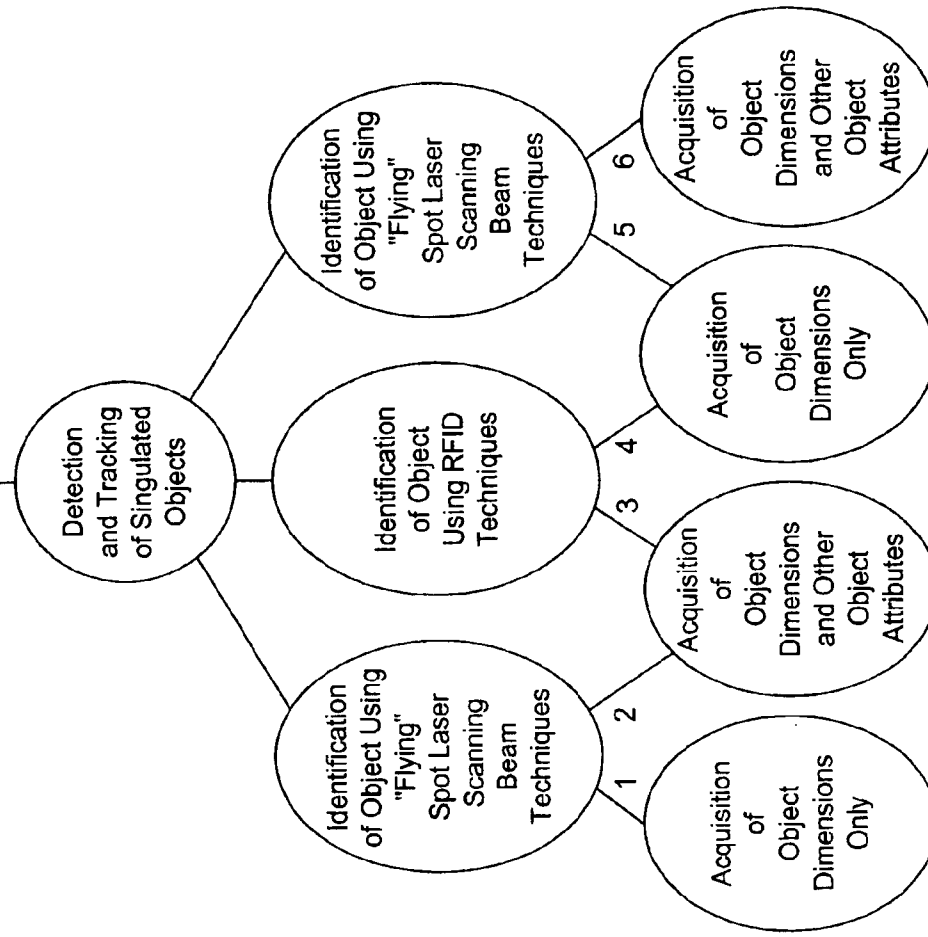 Detection
and Tracking
of Singulated
Objects
Identification
of Object Using
"Flying"
Spot Laser
Scanning
Beam
Techniques
Identification
of Object
Using RFID
Techniques
Identification
of Object Using
"Flying"
Spot Laser
Scanning
Beam
Techniques
1
2
3
4
5
6
Acquisition
of
Object
Dimensions
Only
Acquisition
of
Object
Dimensions
and Other
Object
Attributes
Acquisition
of
Object
Dimensions
Only
Acquisition
of
Object
Dimensions
and Other
Object
Attributes